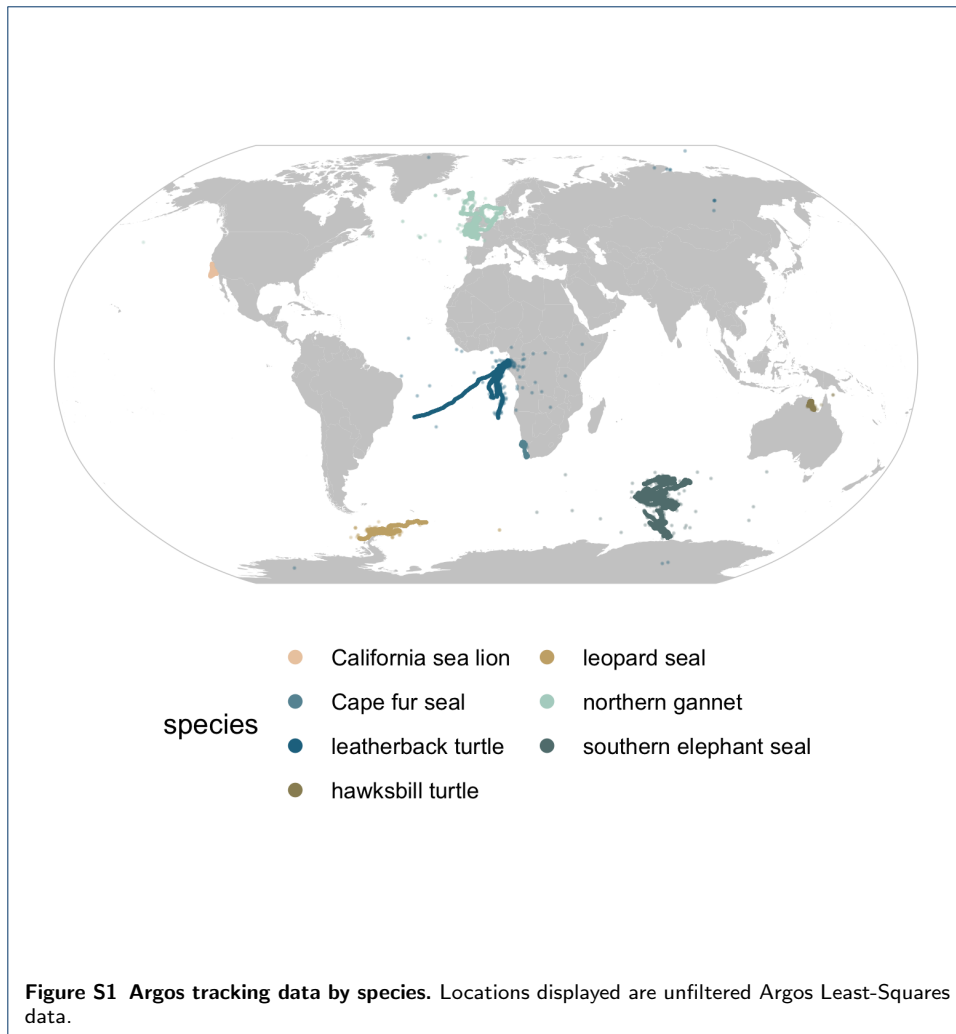 California sea lion
Cape fur seal
leatherback turtle
hawksbill turtle
leopard seal
northern gannet
southern elephant seal
species
Figure S1 Argos tracking data by species. Locations displayed are unfiltered Argos Least-Squares
data.